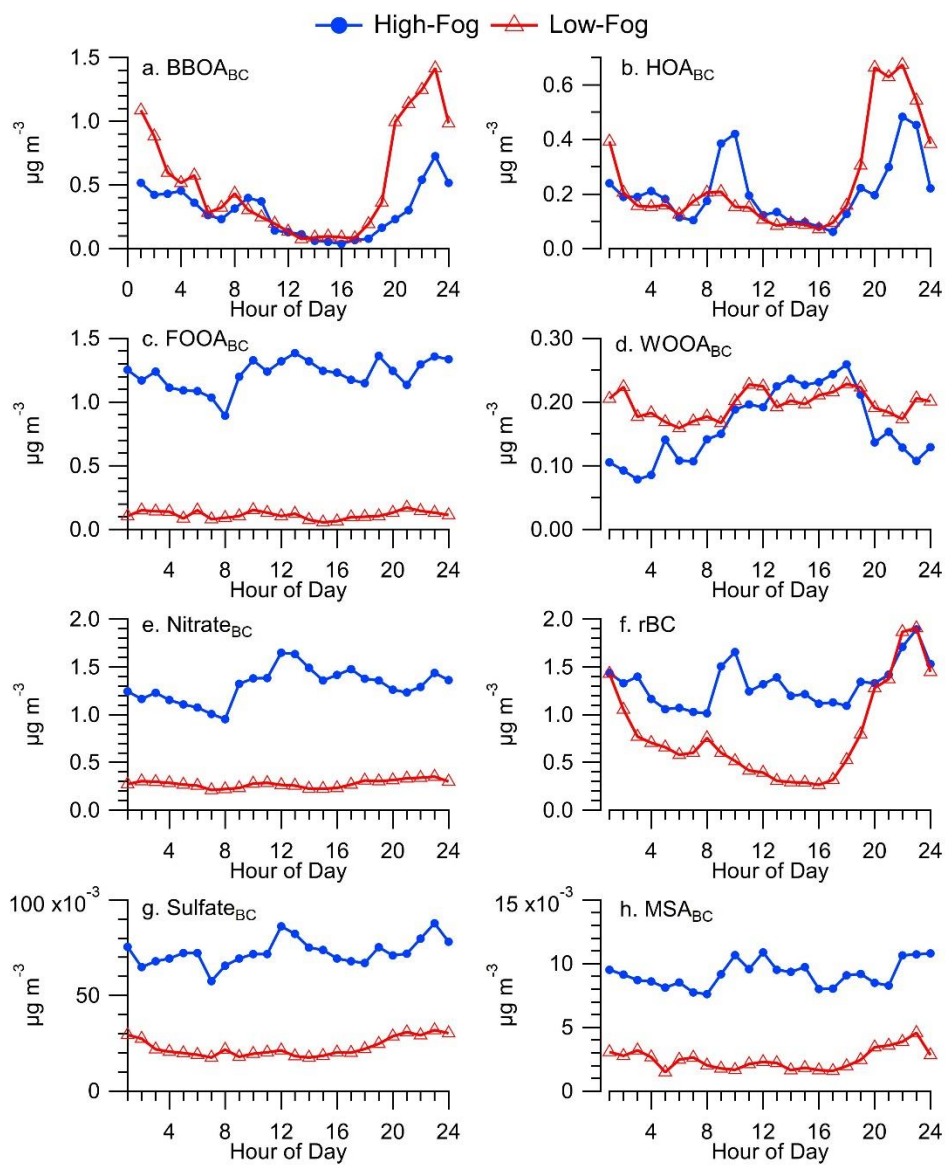 High-Fog Low-Fog
a. BBOA_BC
1.5
1.0
0.5
0.0
µg m⁻³
0 4 8 12 16 20 24
Hour of Day
b. HOA_BC
0.6
0.4
0.2
0.0
µg m⁻³
4 8 12 16 20 24
Hour of Day
c. FOOA_BC
1.5
1.0
0.5
0.0
µg m⁻³
4 8 12 16 20 24
Hour of Day
d. WOOA_BC
0.30
0.20
0.10
0.00
µg m⁻³
4 8 12 16 20 24
Hour of Day
e. Nitrate_BC
2.0
1.5
1.0
0.5
0.0
µg m⁻³
4 8 12 16 20 24
Hour of Day
f. rBC
2.0
1.5
1.0
0.5
0.0
µg m⁻³
4 8 12 16 20 24
Hour of Day
g. Sulfate_BC
100 x10⁻³
50
0
µg m⁻³
4 8 12 16 20 24
Hour of Day
h. MSA_BC
15 x10⁻³
10
5
0
µg m⁻³
4 8 12 16 20 24
Hour of Day